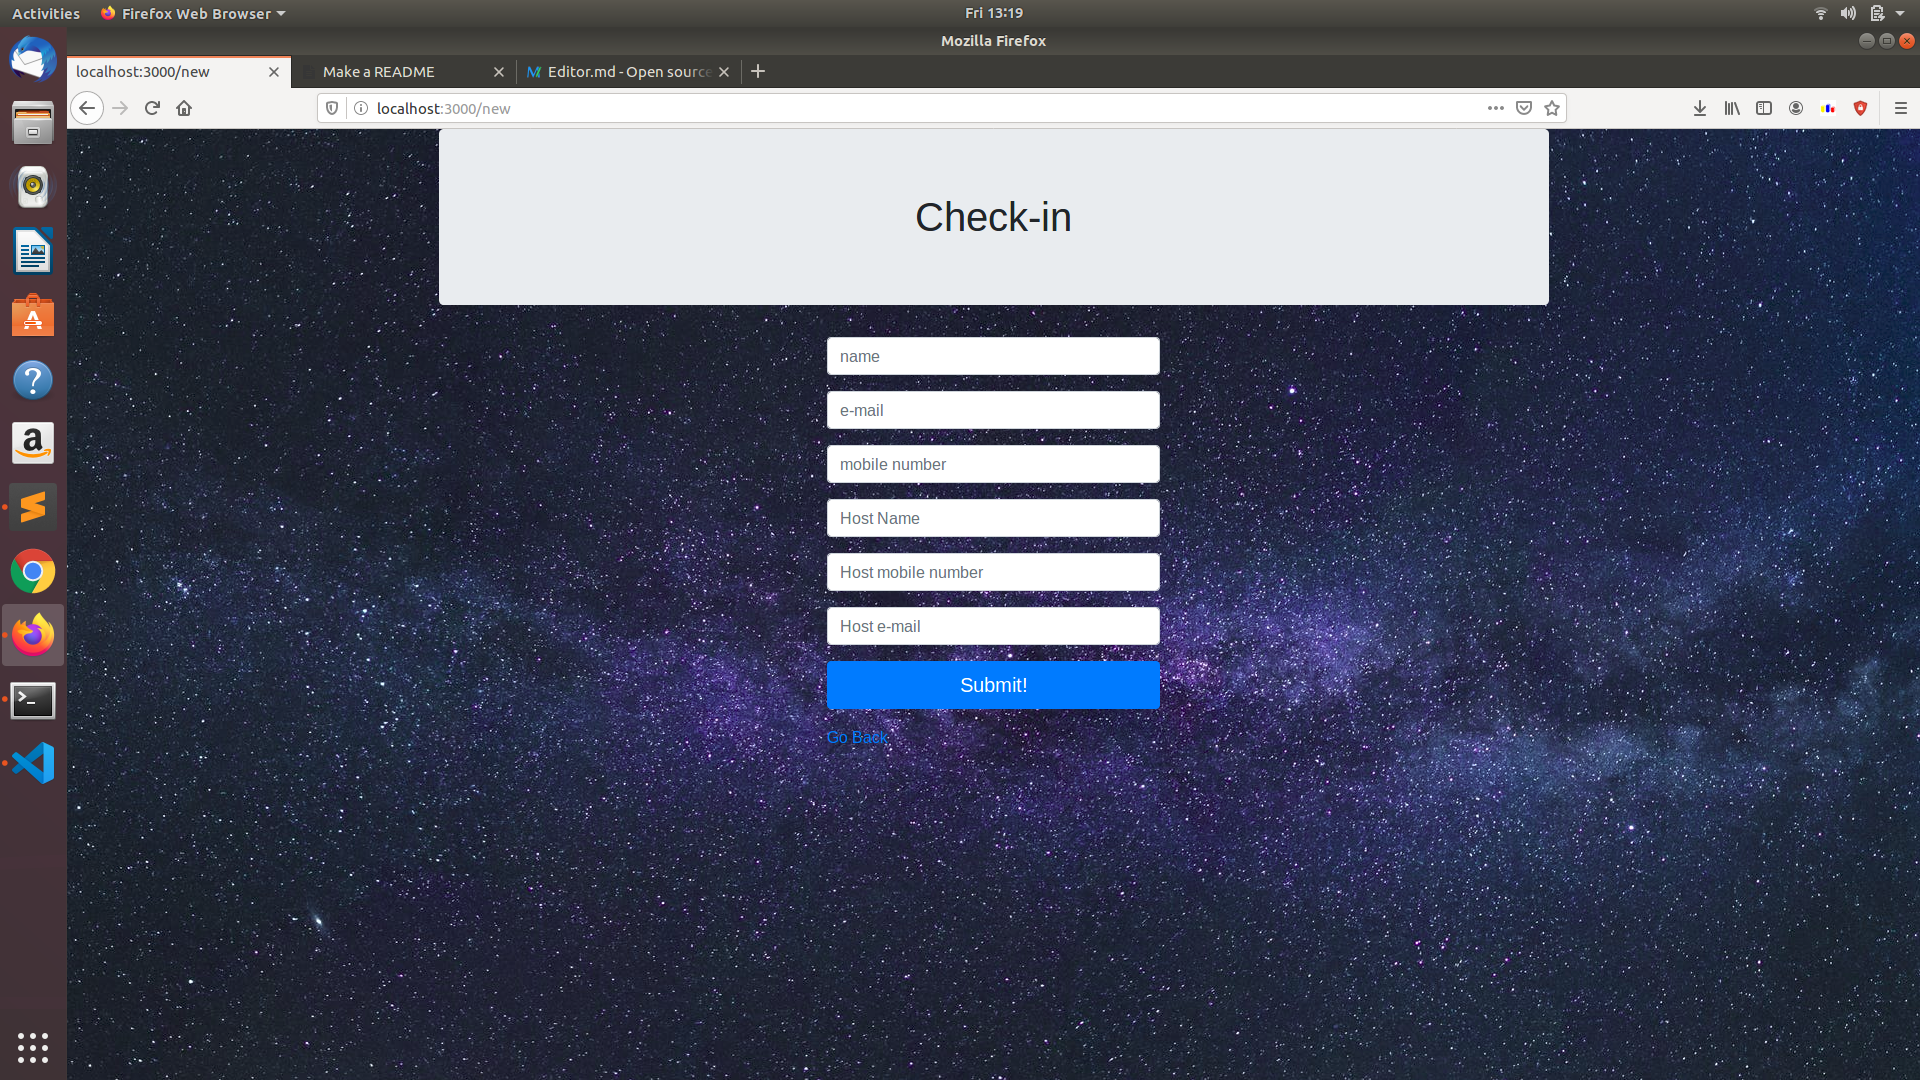 Activities Firefox Web Browser Fri 13:19
Mozilla Firefox
localhost:3000/new Make a README Editor.md - Open source
localhost:3000/new
Check-in
name
e-mail
mobile number
Host Name
Host mobile number
Host e-mail
Submit!
Go Back